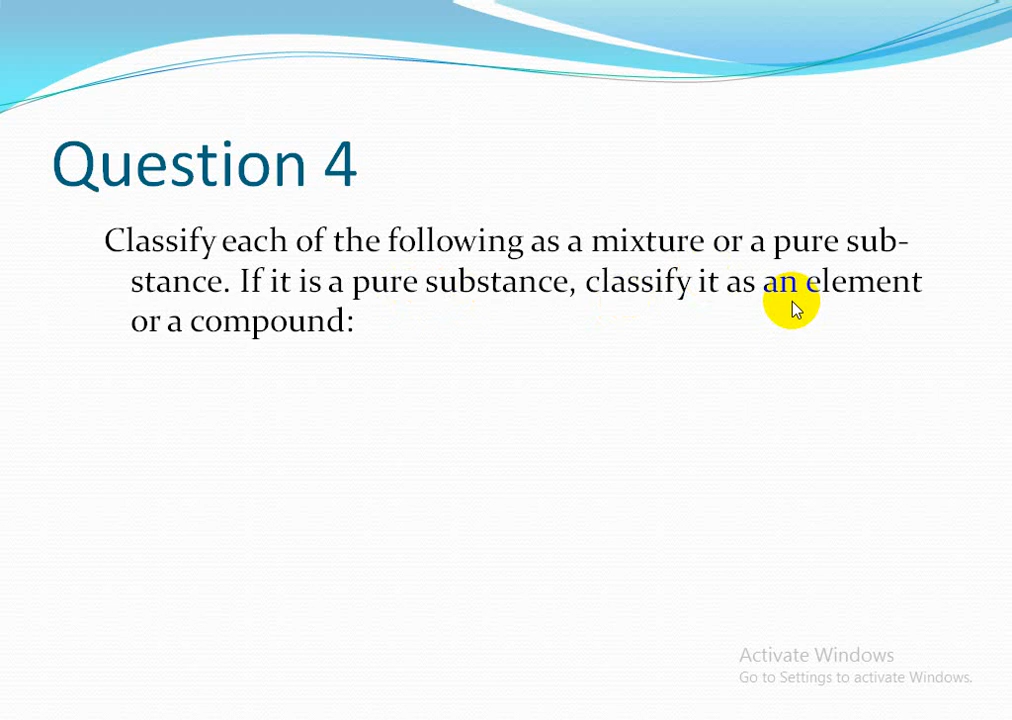 Question 4
Classify each of the following as a mixture or a pure sub-
stance. If it is a pure substance, classify it as an element
or a compound:
Activate Windows
Go to Settings to activate Windows.